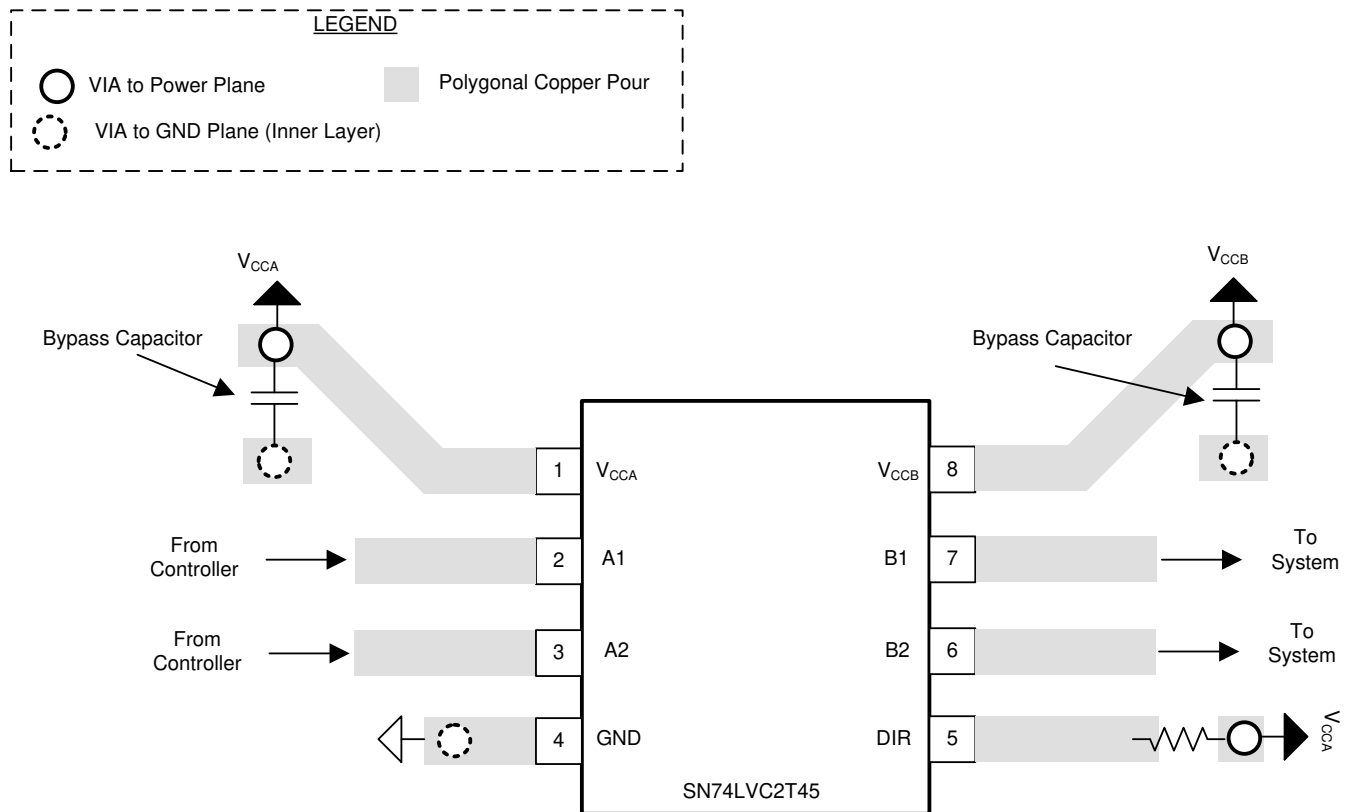 LEGEND
VIA to Power Plane
Polygonal Copper Pour
VIA to GND Plane (Inner Layer)
VCCA
VCCB
Bypass Capacitor
Bypass Capacitor
1
VCCA
VCCB
8
From
Controller
2
A1
B1
7
To
System
From
Controller
3
A2
B2
6
To
System
4
GND
DIR
5
VCCA
SN74LVC2T45